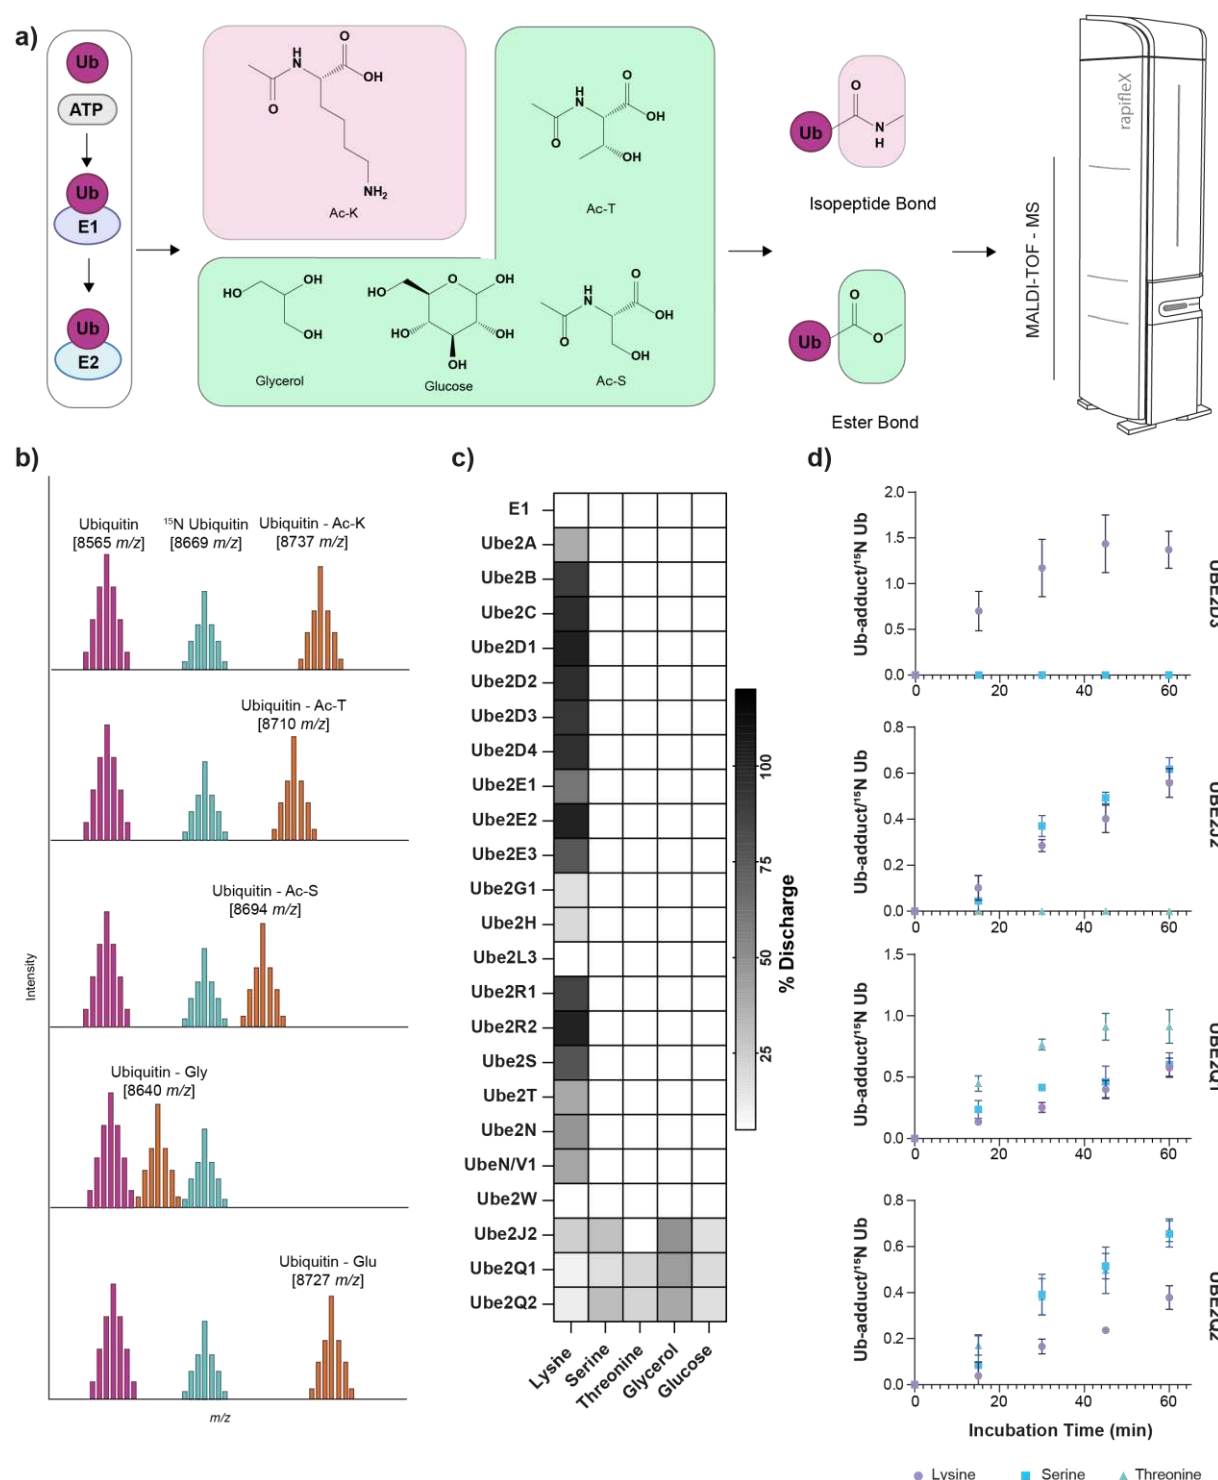 a)
Ub
ATP
Ub
E1
Ub
E2
H
N
O
OH
O
NH2
Ac-K
H
N
O
OH
O
OH
Ac-T
HO
OH
OH
Glycerol
HO
O
OH
HO
OH
OH
Glucose
H
N
O
OH
O
OH
Ac-S
Ub
O
N
H
Isopeptide Bond
Ub
O
O
Ester Bond
MALDI-TOF - MS
rapifleX
b)
Ubiquitin
[8565 m/z]
15N Ubiquitin
[8669 m/z]
Ubiquitin - Ac-K
[8737 m/z]
Ubiquitin - Ac-T
[8710 m/z]
Ubiquitin - Ac-S
[8694 m/z]
Ubiquitin - Gly
[8640 m/z]
Ubiquitin - Glu
[8727 m/z]
Intensity
m/z
c)
E1
Ube2A
Ube2B
Ube2C
Ube2D1
Ube2D2
Ube2D3
Ube2D4
Ube2E1
Ube2E2
Ube2E3
Ube2G1
Ube2H
Ube2L3
Ube2R1
Ube2R2
Ube2S
Ube2T
Ube2N
UbeN/V1
Ube2W
Ube2J2
Ube2Q1
Ube2Q2
Lysne
Serine
Threonine
Glycerol
Glucose
100
75
50
25
% Discharge
d)
Ub-adduct/15N Ub
2.0
1.5
1.0
0.5
0.0
0
20
40
60
UBE2D3
Ub-adduct/15N Ub
0.8
0.6
0.4
0.2
0.0
0
20
40
60
UBE2J2
Ub-adduct/15N Ub
1.5
1.0
0.5
0.0
0
20
40
60
UBE2Q1
Ub-adduct/15N Ub
0.8
0.6
0.4
0.2
0.0
0
20
40
60
UBE2Q2
Incubation Time (min)
Lysine
Serine
Threonine